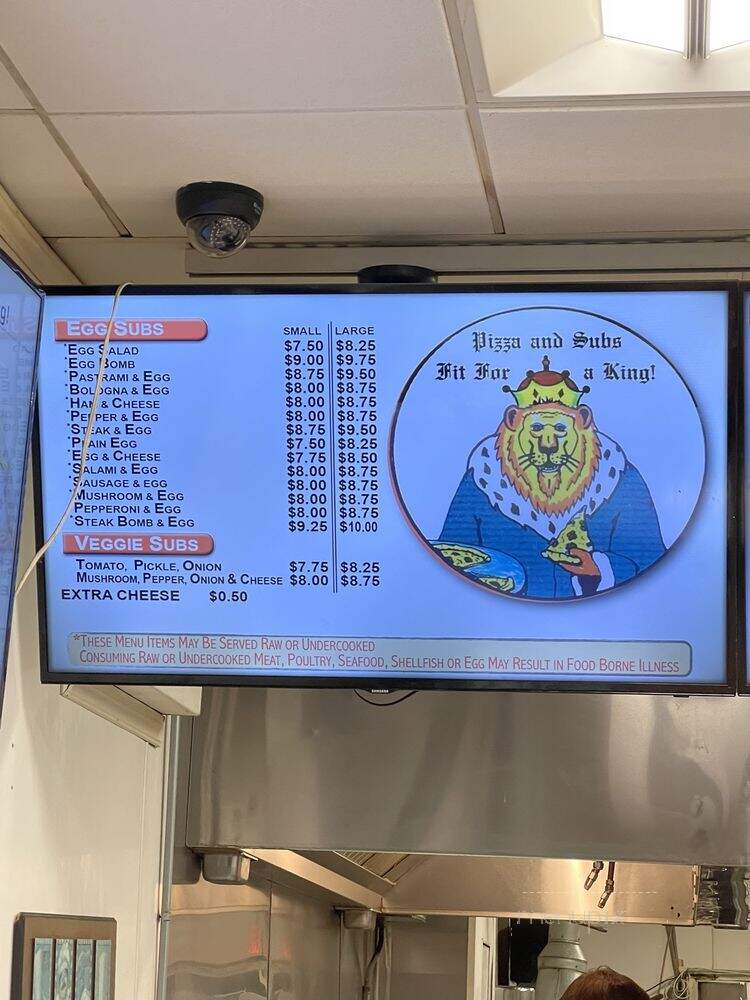 EGG SUBS SMALL LARGE
*EGG SALAD $7.50 $8.25
*EGG BOMB $9.00 $9.75
*PASTRAMI & EGG $8.75 $9.50
*BOLOGNA & EGG $8.00 $8.75
*HAM & CHEESE $8.00 $8.75
*PEPPER & EGG $8.00 $8.75
*STEAK & EGG $8.75 $9.50
*PLAIN EGG $7.50 $8.25
*EGG & CHEESE $7.75 $8.50
*SALAMI & EGG $8.00 $8.75
*SAUSAGE & EGG $8.00 $8.75
*MUSHROOM & EGG $8.00 $8.75
*PEPPERONI & EGG $8.00 $8.75
*STEAK BOMB & EGG $9.25 $10.00
VEGGIE SUBS
TOMATO, PICKLE, ONION $7.75 $8.25
MUSHROOM, PEPPER, ONION & CHEESE $8.00 $8.75
EXTRA CHEESE $0.50
Pizza and Subs
Fit For a King!
*THESE MENU ITEMS MAY BE SERVED RAW OR UNDERCOOKED
CONSUMING RAW OR UNDERCOOKED MEAT, POULTRY, SEAFOOD, SHELLFISH OR EGG MAY RESULT IN FOOD BORNE ILLNESS
SAMSUNG